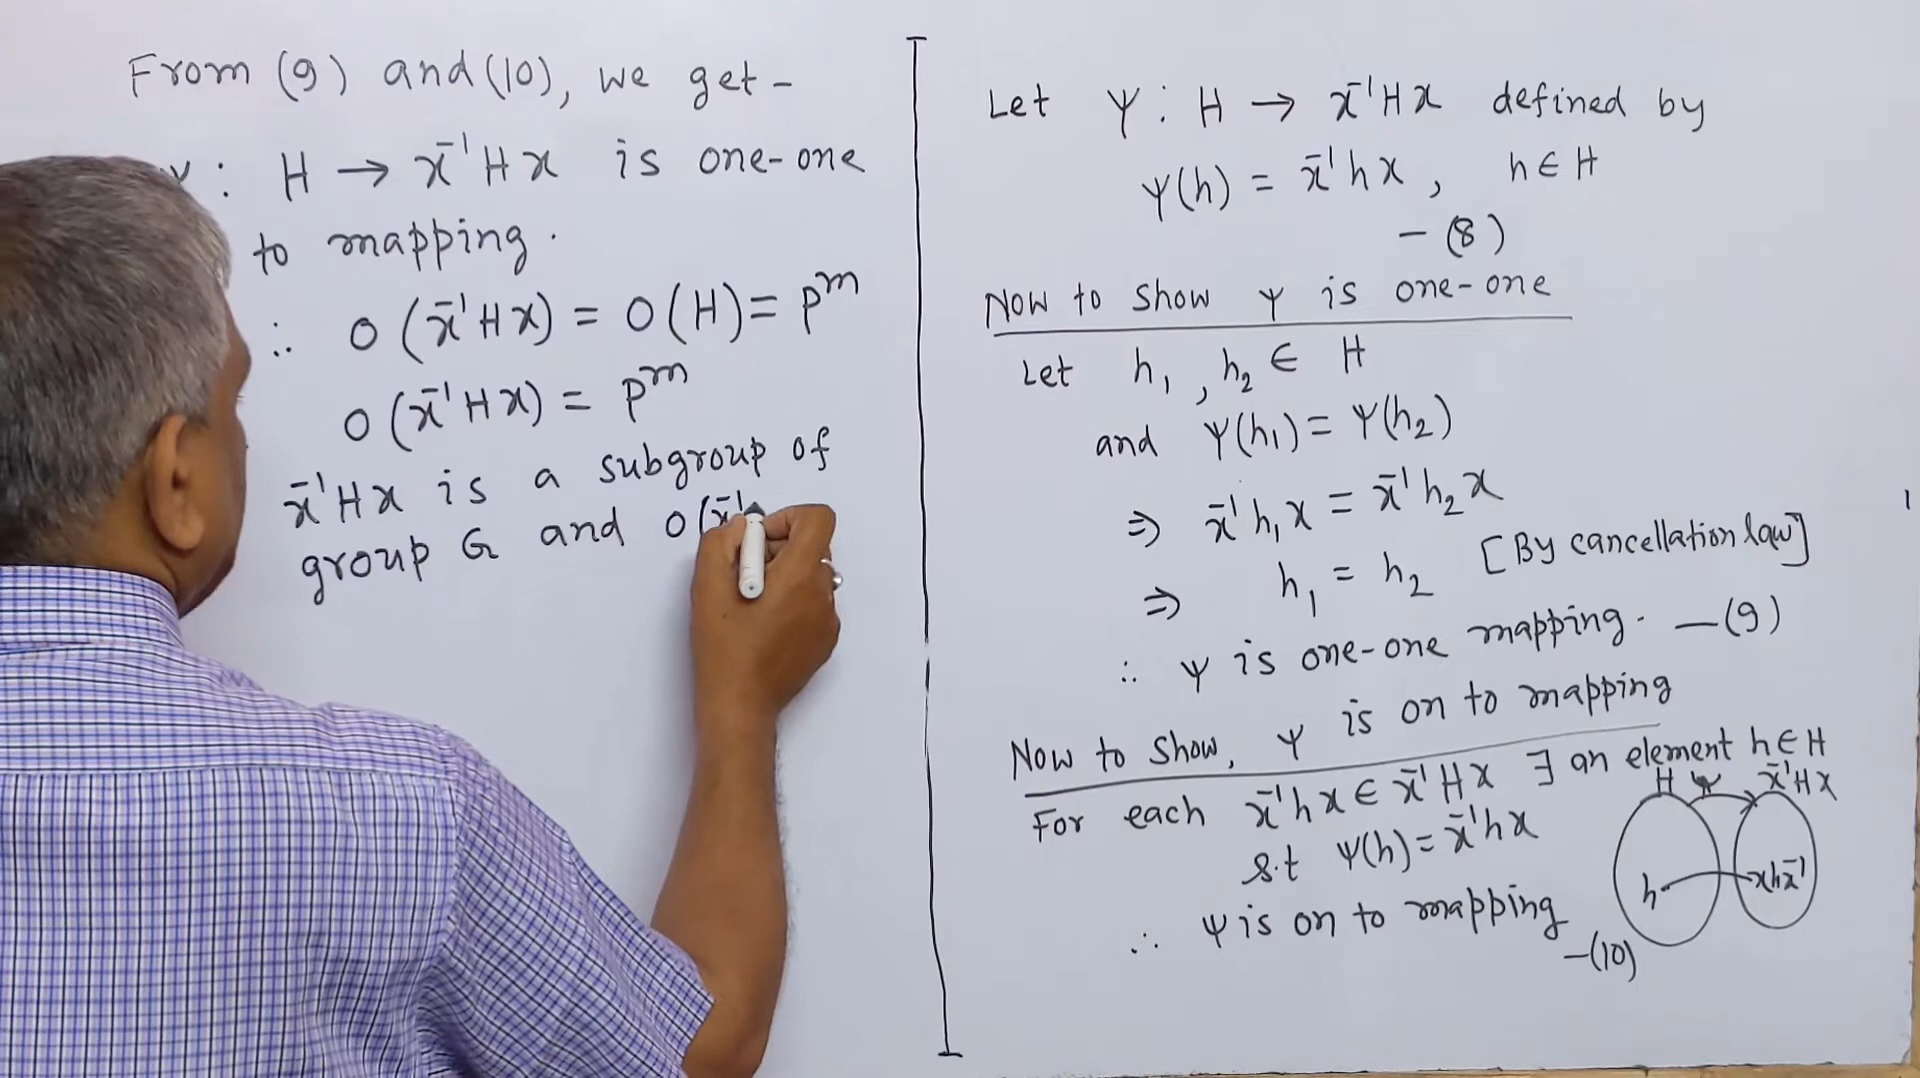 From (9) and (10), we get-
: H → x⁻¹Hx is one-one
to mapping.
∴ O(x⁻¹Hx) = O(H) = p^m
O(x⁻¹Hx) = p^m
x⁻¹Hx is a subgroup of
group G and O(x⁻¹
Let ψ : H → x⁻¹Hx defined by
ψ(h) = x⁻¹hx, h∈H
-(8)
Now to show ψ is one-one
Let h₁, h₂ ∈ H
and ψ(h₁) = ψ(h₂)
⇒ x⁻¹h₁x = x⁻¹h₂x
⇒ h₁ = h₂ [By cancellation law]
∴ ψ is one-one mapping. —(9)
Now to show, ψ is on to mapping
For each x⁻¹hx ∈ x⁻¹Hx ∃ an element h∈H
s.t ψ(h) = x⁻¹hx
∴ ψ is on to mapping
-(10)
H ψ x⁻¹Hx
h xhx⁻¹